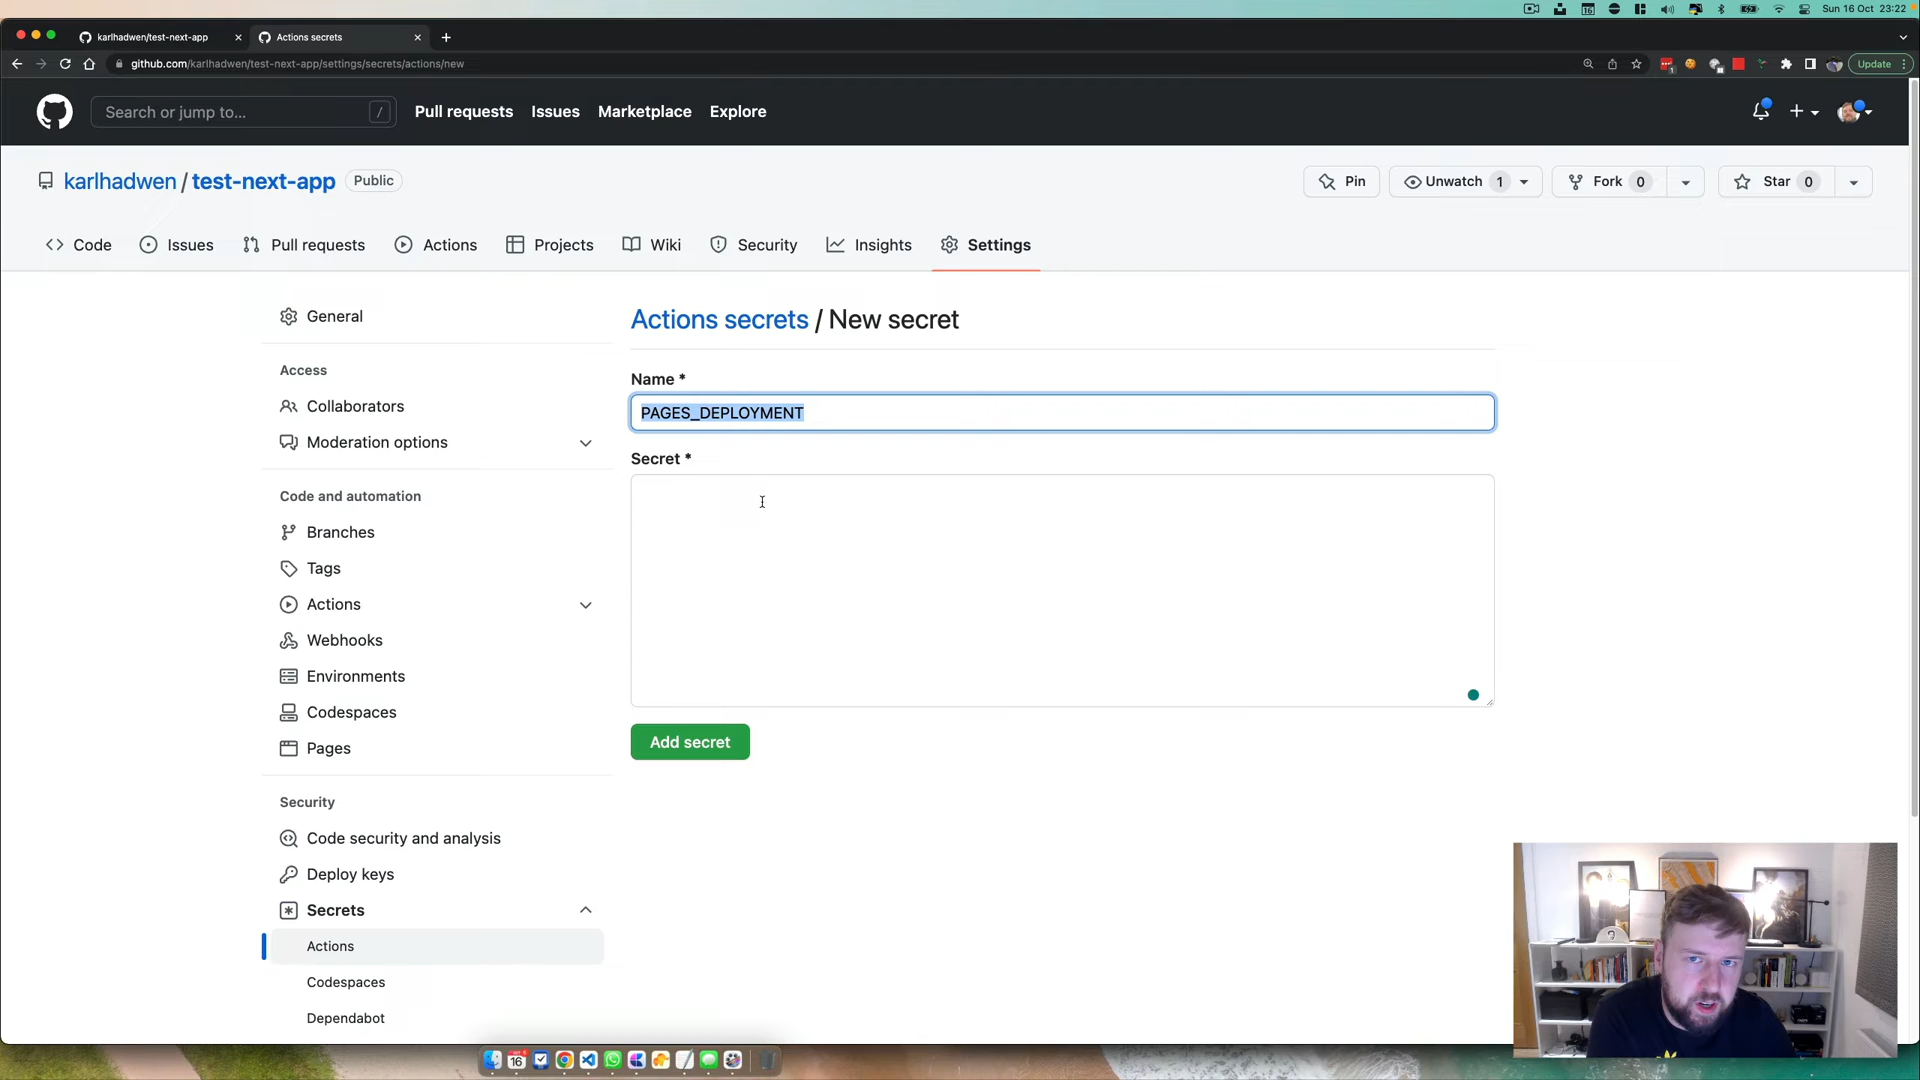 Sun 16 Oct 23:22
karlhadwen/test-next-app
Actions secrets
github.com/karlhadwen/test-next-app/settings/secrets/actions/new
Update
Search or jump to...
/
Pull requests
Issues
Marketplace
Explore
karlhadwen / test-next-app
Public
Pin
Unwatch 1
Fork 0
Star 0
Code
Issues
Pull requests
Actions
Projects
Wiki
Security
Insights
Settings
General
Access
Collaborators
Moderation options
Code and automation
Branches
Tags
Actions
Webhooks
Environments
Codespaces
Pages
Security
Code security and analysis
Deploy keys
Secrets
Actions
Codespaces
Dependabot
Actions secrets / New secret
Name *
PAGES_DEPLOYMENT
Secret *
Add secret
16